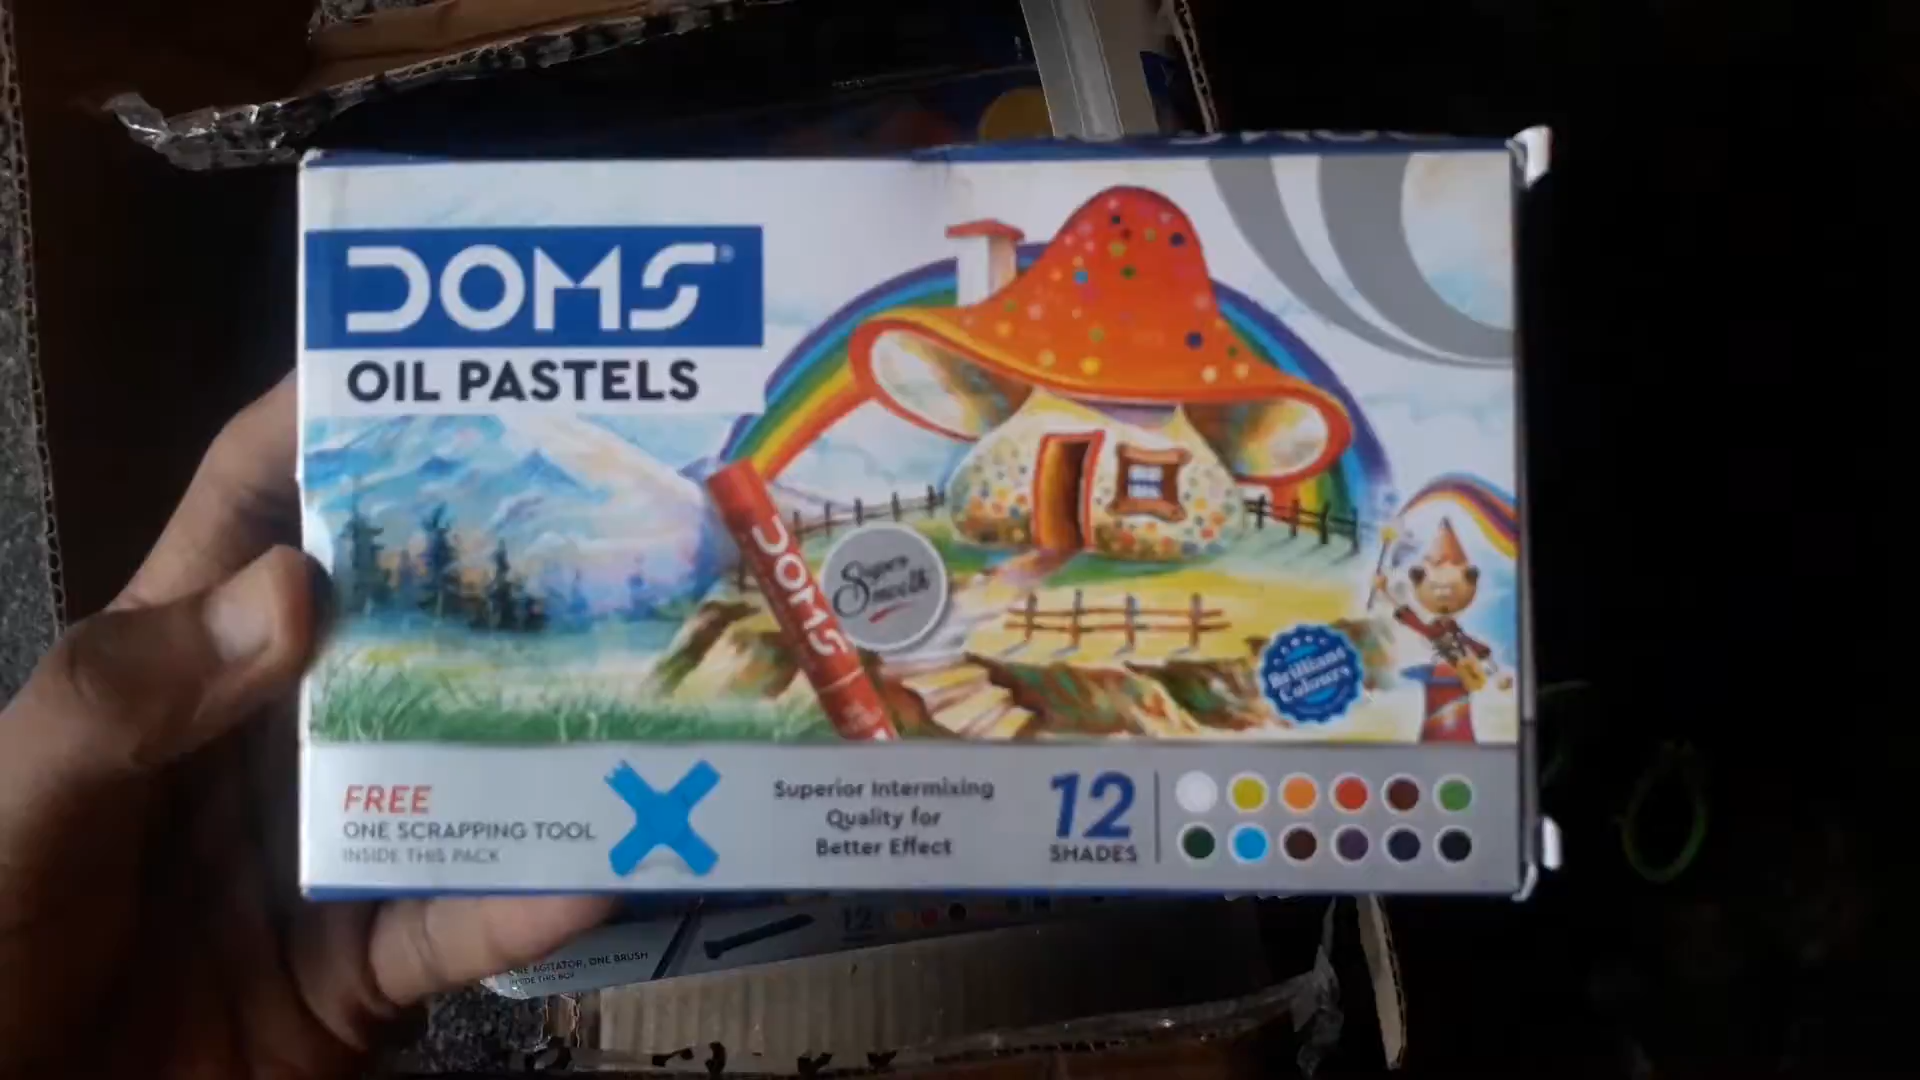 DOMS®
OIL PASTELS
DOMS
Super
Smooth
Brilliant
Colours
FREE
ONE SCRAPPING TOOL
INSIDE THIS PACK
Superior Intermixing
Quality for
Better Effect
12
SHADES
12
ONE AGITATOR, ONE BRUSH
INSIDE THIS BOX